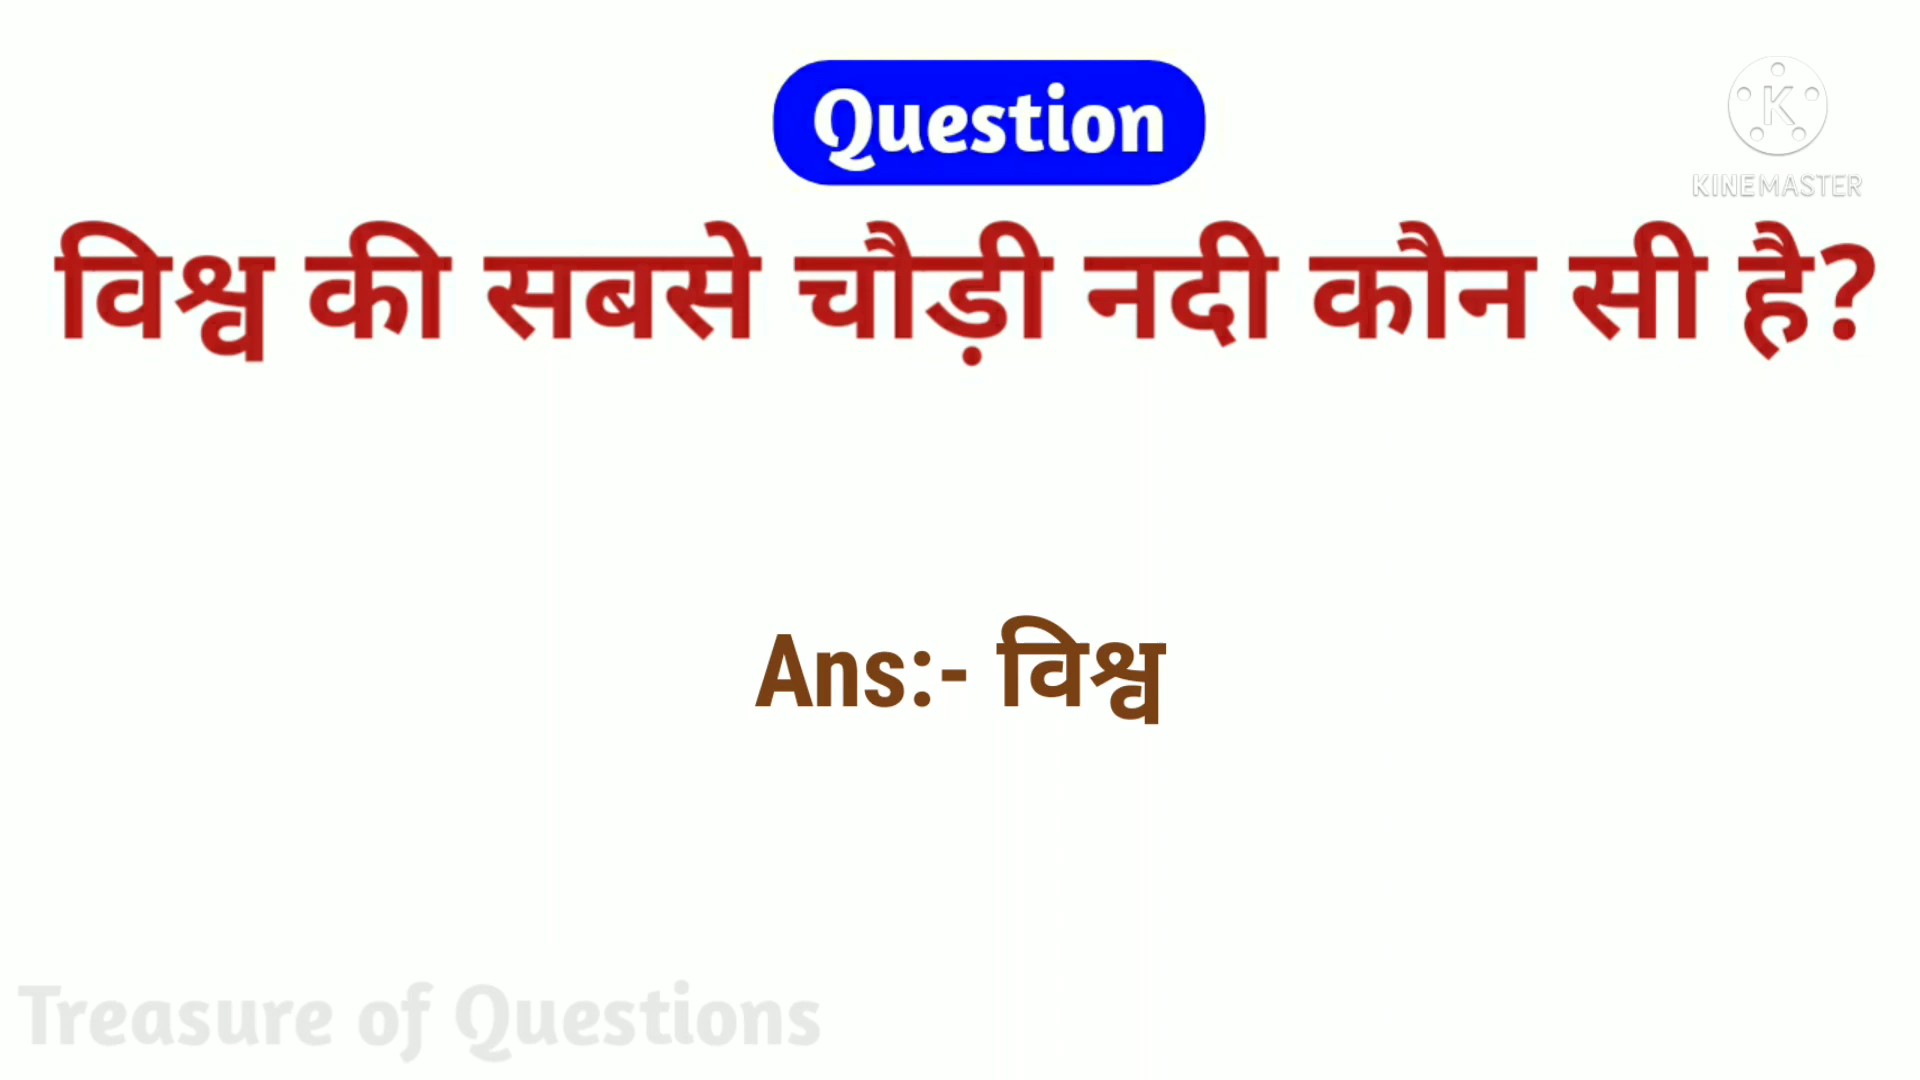 Question
K
KINEMASTER
विश्व की सबसे चौड़ी नदी कौन सी है?
Ans:- विश्व
Treasure of Questions